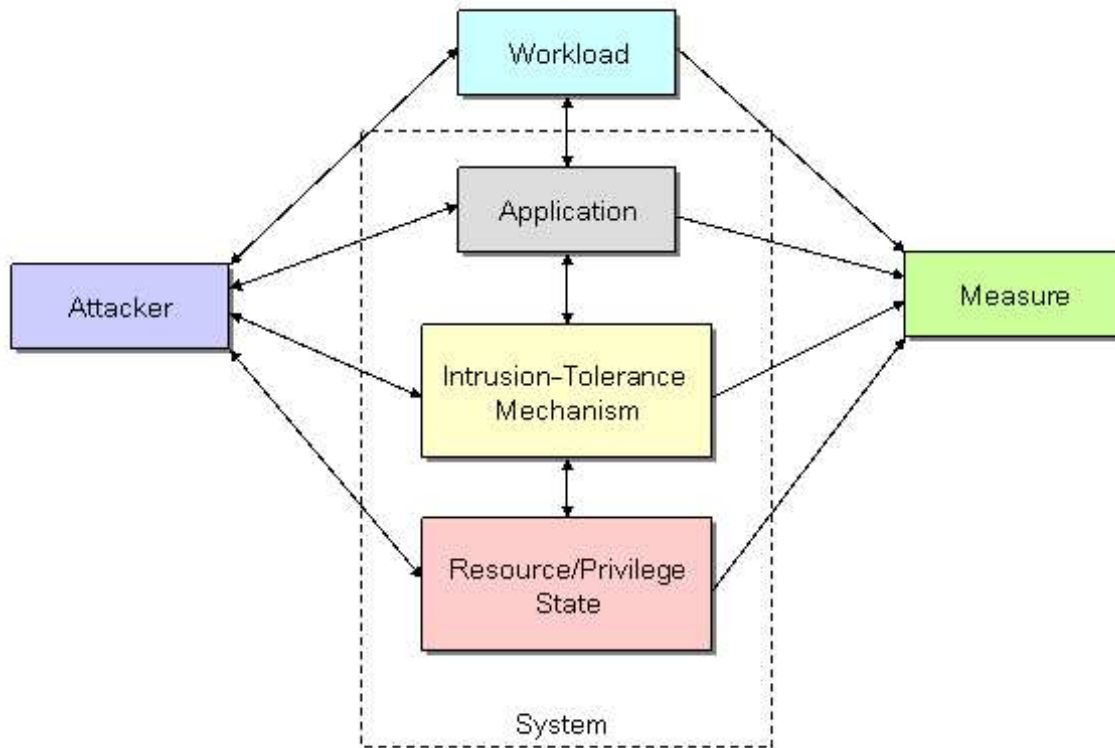 Workload
Application
Attacker
Measure
Intrusion-Tolerance
Mechanism
Resource/Privilege
State
System